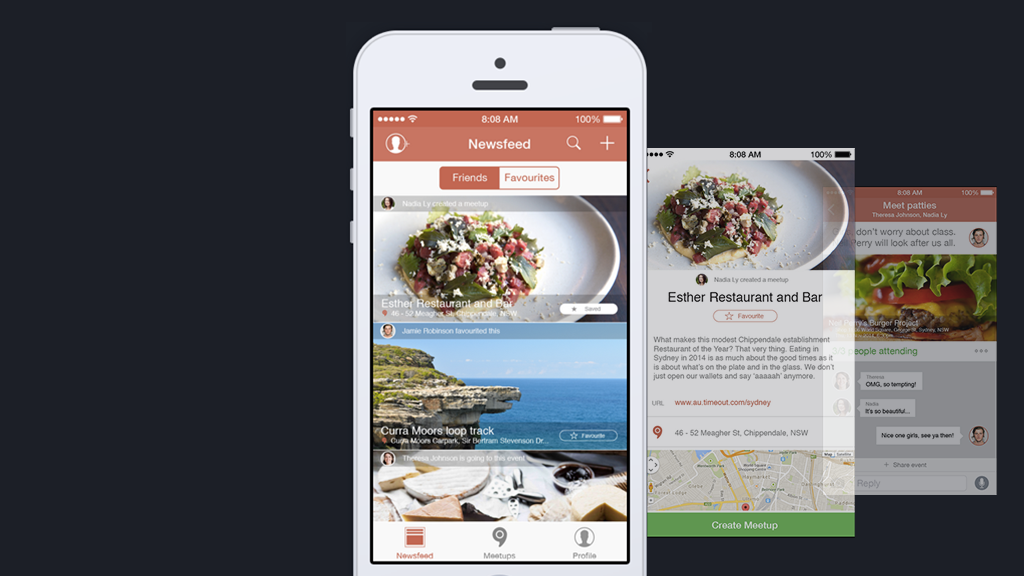 8:08 AM
100%
Newsfeed
Friends
Favourites
Nadia Ly created a meetup
Esther Restaurant and Bar
46 - 52 Meagher St, Chippendale, NSW
Saved
Jamie Robinson favourited this
Curra Moors loop track
Curra Moors Carpark, Sir Bertram Stevenson Dr...
Favourite
Theresa Johnson is going to this event
Newsfeed
Meetups
Profile
8:08 AM
100%
Nadia Ly created a meetup
Esther Restaurant and Bar
Favourite
What makes this modest Chippendale establishment
Restaurant of the Year? That very thing. Eating in
Sydney in 2014 is as much about the good times as it
is about what's on the plate and in the glass. We don't
just open our wallets and say 'aaaaah' anymore.
URL
www.au.timeout.com/sydney
46 - 52 Meagher St, Chippendale, NSW
Map
Satellite
Create Meetup
8:08 AM
100%
Meet patties
Theresa Johnson, Nadia Ly
don't worry about class.
Perry will look after us all.
Perry's Burger Project
George St, Sydney, NSW
people attending
Theresa
OMG, so tempting!
Nadia
It's so beautiful...
Nice one girls, see ya then!
+ Share event
Reply